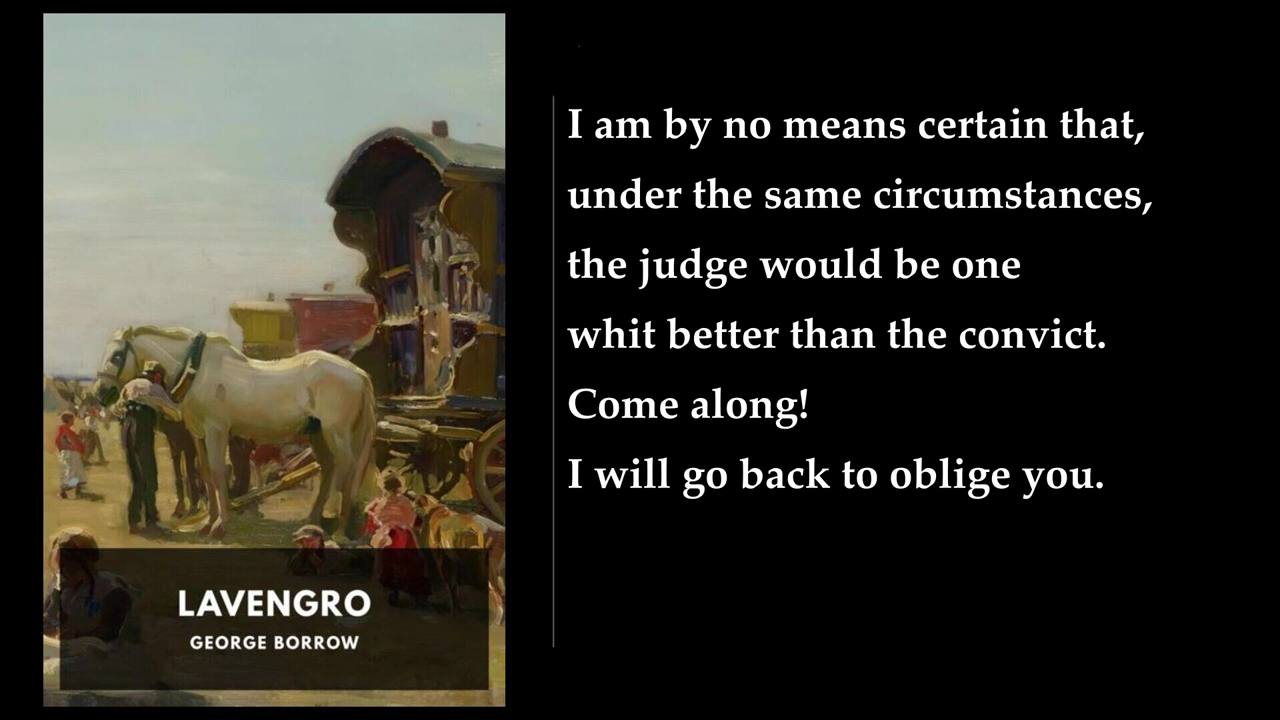 LAVENGRO
GEORGE BORROW
I am by no means certain that,
under the same circumstances,
the judge would be one
whit better than the convict.
Come along!
I will go back to oblige you.